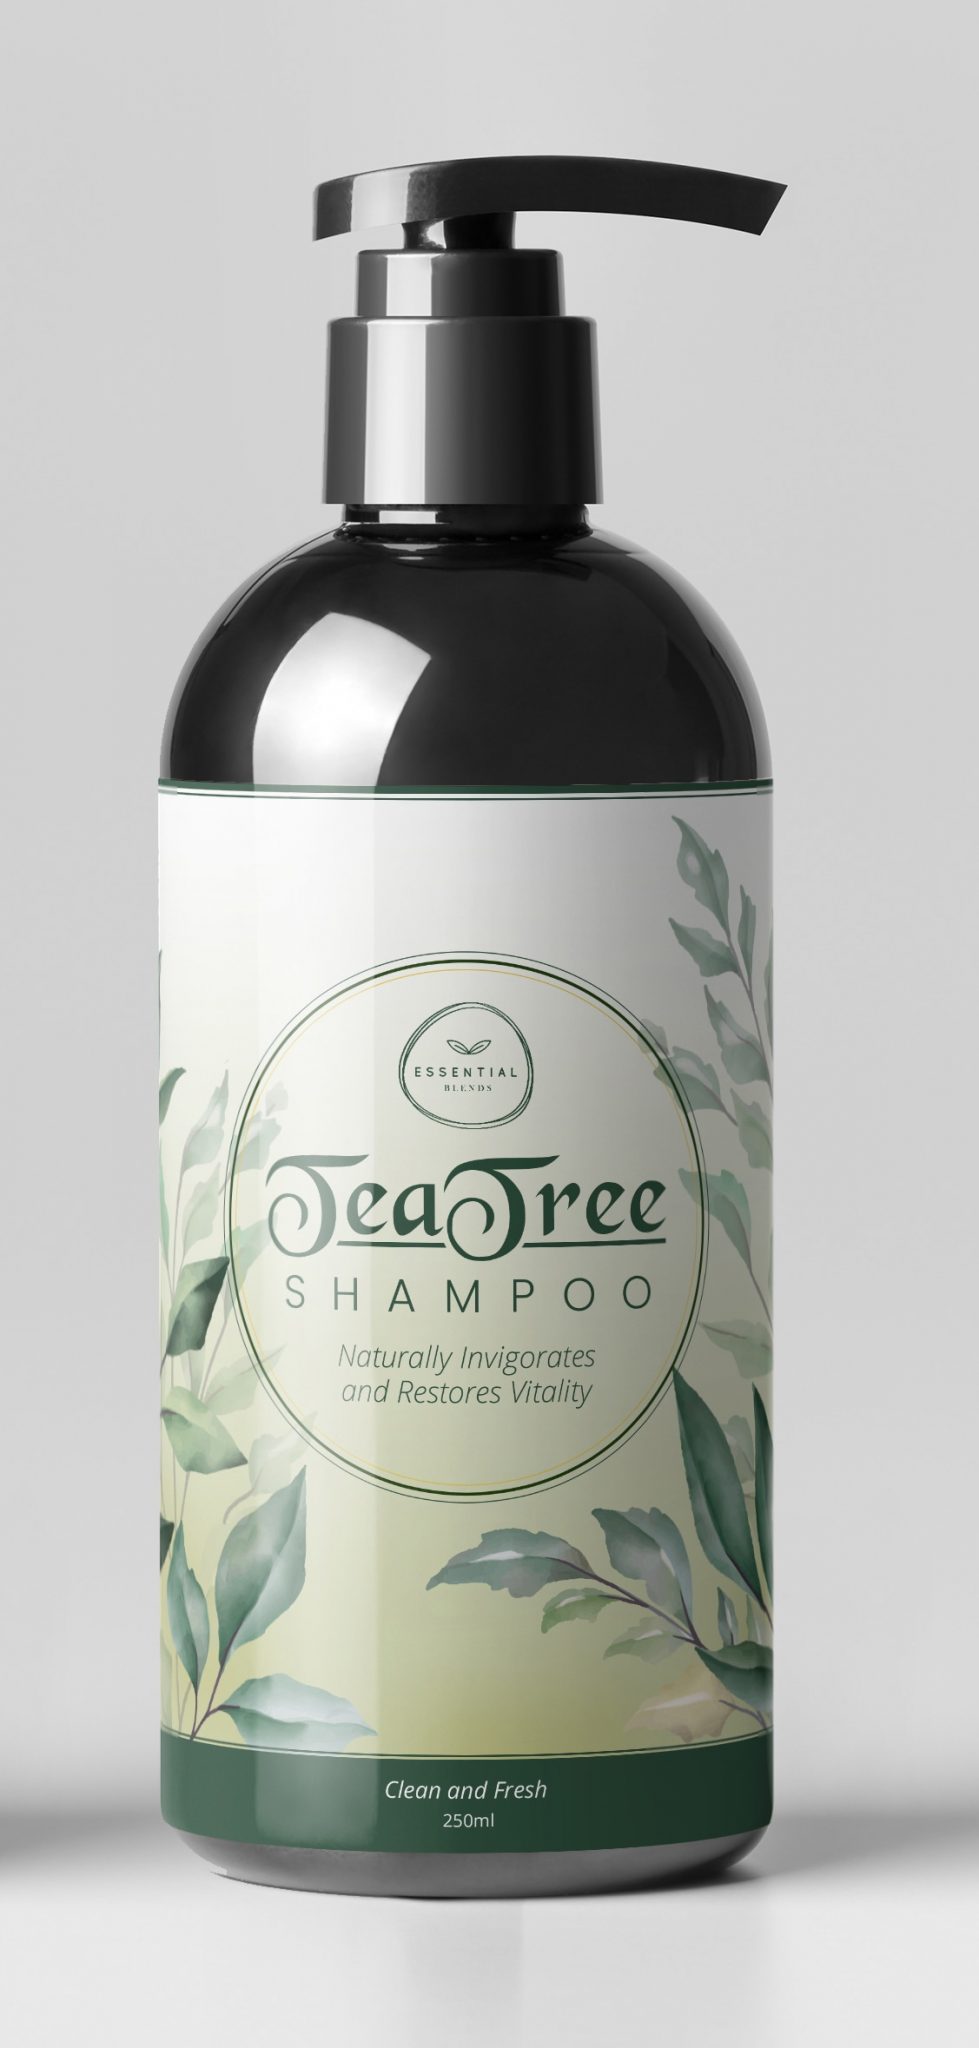 ESSENTIAL
BLENDS
TeaTree
SHAMPOO
Naturally Invigorates
and Restores Vitality
Clean and Fresh
250ml